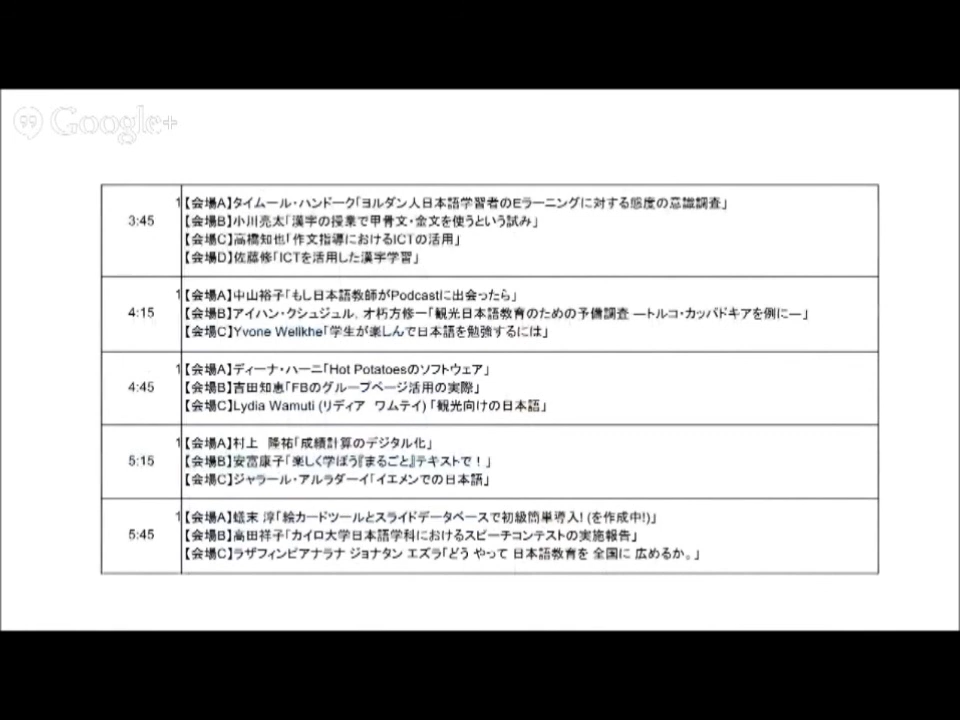 Google+
3:45
1【会場A】タイムール・ハンドーク「ヨルダン人日本語学習者のEラーニングに対する態度の意識調査」
【会場B】小川亮太「漢字の授業で甲骨文・金文を使うという試み」
【会場C】高橋知也「作文指導におけるICTの活用」
【会場D】佐藤修「ICTを活用した漢字学習」
4:15
1【会場A】中山裕子「もし日本語教師がPodcastに出会ったら」
【会場B】アイハン・クシュジュル, オ朽方修一「観光日本語教育のための予備調査 ―トルコ・カッパドキアを例に―」
【会場C】Yvone Welikhe「学生が楽しんで日本語を勉強するには」
4:45
1【会場A】ディーナ・ハーニ「Hot Potatoesのソフトウェア」
【会場B】吉田知恵「FBのグループページ活用の実際」
【会場C】Lydia Wamuti (リディア ワムテイ) 「観光向けの日本語」
5:15
1【会場A】村上 隆祐「成績計算のデジタル化」
【会場B】安富康子「楽しく学ぼう『まるごと』テキストで！」
【会場C】ジャラール・アルラダーイ「イエメンでの日本語」
5:45
1【会場A】蟻末 淳「絵カードツールとスライドデータベースで初級簡単導入! (を作成中!)」
【会場B】高田祥子「カイロ大学日本語学科におけるスピーチコンテストの実施報告」
【会場C】ラザフィンビアナラナ ジョナタン エズラ「どう やって 日本語教育を 全国に 広めるか。」